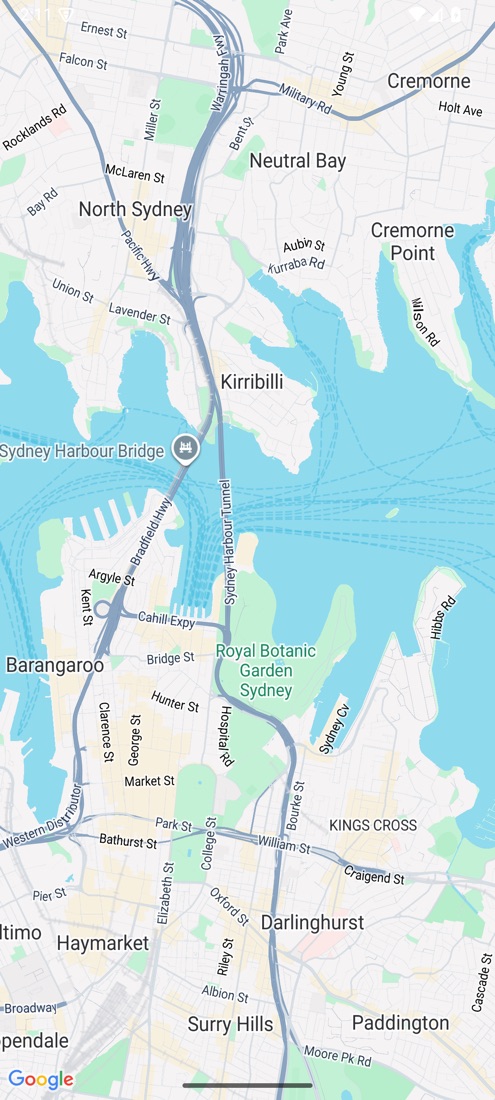 2:11
Ernest St
Park Ave
Falcon St
Warringah Fwy
Young St
Cremorne
Military Rd
Holt Ave
Rocklands Rd
Miller St
Bent St
Neutral Bay
McLaren St
Bay Rd
North Sydney
Cremorne
Point
Pacific Hwy
Aubin St
Kurraba Rd
Union St
Lavender St
Wilson Rd
Kirribilli
Sydney Harbour Bridge
Sydney Harbour Tunnel
Bradfield Hwy
Argyle St
Kent St
Cahill Expy
Hibbs Rd
Barangaroo
Bridge St
Royal Botanic
Garden
Sydney
Hunter St
Clarence St
George St
Hospital Rd
Sydney Cv
Market St
Bourke St
Western Distributor
Park St
College St
KINGS CROSS
Bathurst St
William St
Craigend St
Pier St
Elizabeth St
Oxford St
ltimo
Haymarket
Darlinghurst
Riley St
Cascade St
Albion St
Broadway
Surry Hills
Paddington
ppendale
Moore Pk Rd
Google